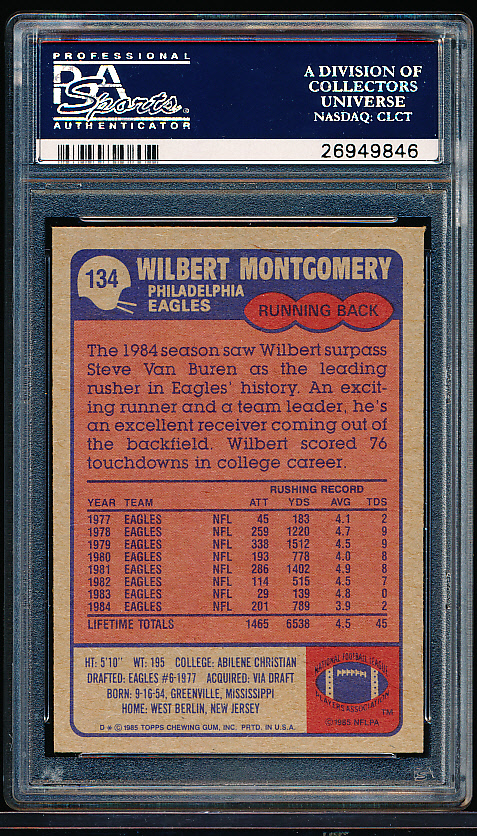 PROFESSIONAL
PSA
Sports
AUTHENTICATOR
A DIVISION OF
COLLECTORS
UNIVERSE
NASDAQ: CLCT
26949846
134
WILBERT MONTGOMERY
PHILADELPHIA
EAGLES
RUNNING BACK
The 1984 season saw Wilbert surpass
Steve Van Buren as the leading
rusher in Eagles' history. An excit-
ing runner and a team leader, he's
an excellent receiver coming out of
the backfield. Wilbert scored 76
touchdowns in college career.
RUSHING RECORD
YEAR TEAM ATT YDS AVG TDS
1977 EAGLES NFL 45 183 4.1 2
1978 EAGLES NFL 259 1220 4.7 9
1979 EAGLES NFL 338 1512 4.5 9
1980 EAGLES NFL 193 778 4.0 8
1981 EAGLES NFL 286 1402 4.9 8
1982 EAGLES NFL 114 515 4.5 7
1983 EAGLES NFL 29 139 4.8 0
1984 EAGLES NFL 201 789 3.9 2
LIFETIME TOTALS 1465 6538 4.5 45
HT: 5'10" WT: 195 COLLEGE: ABILENE CHRISTIAN
DRAFTED: EAGLES #6-1977 ACQUIRED: VIA DRAFT
BORN: 9-16-54, GREENVILLE, MISSISSIPPI
HOME: WEST BERLIN, NEW JERSEY
D * © 1985 TOPPS CHEWING GUM, INC. PRTD. IN U.S.A.
NATIONAL FOOTBALL LEAGUE
PLAYERS ASSOCIATION
TM
© 1985 NFLPA